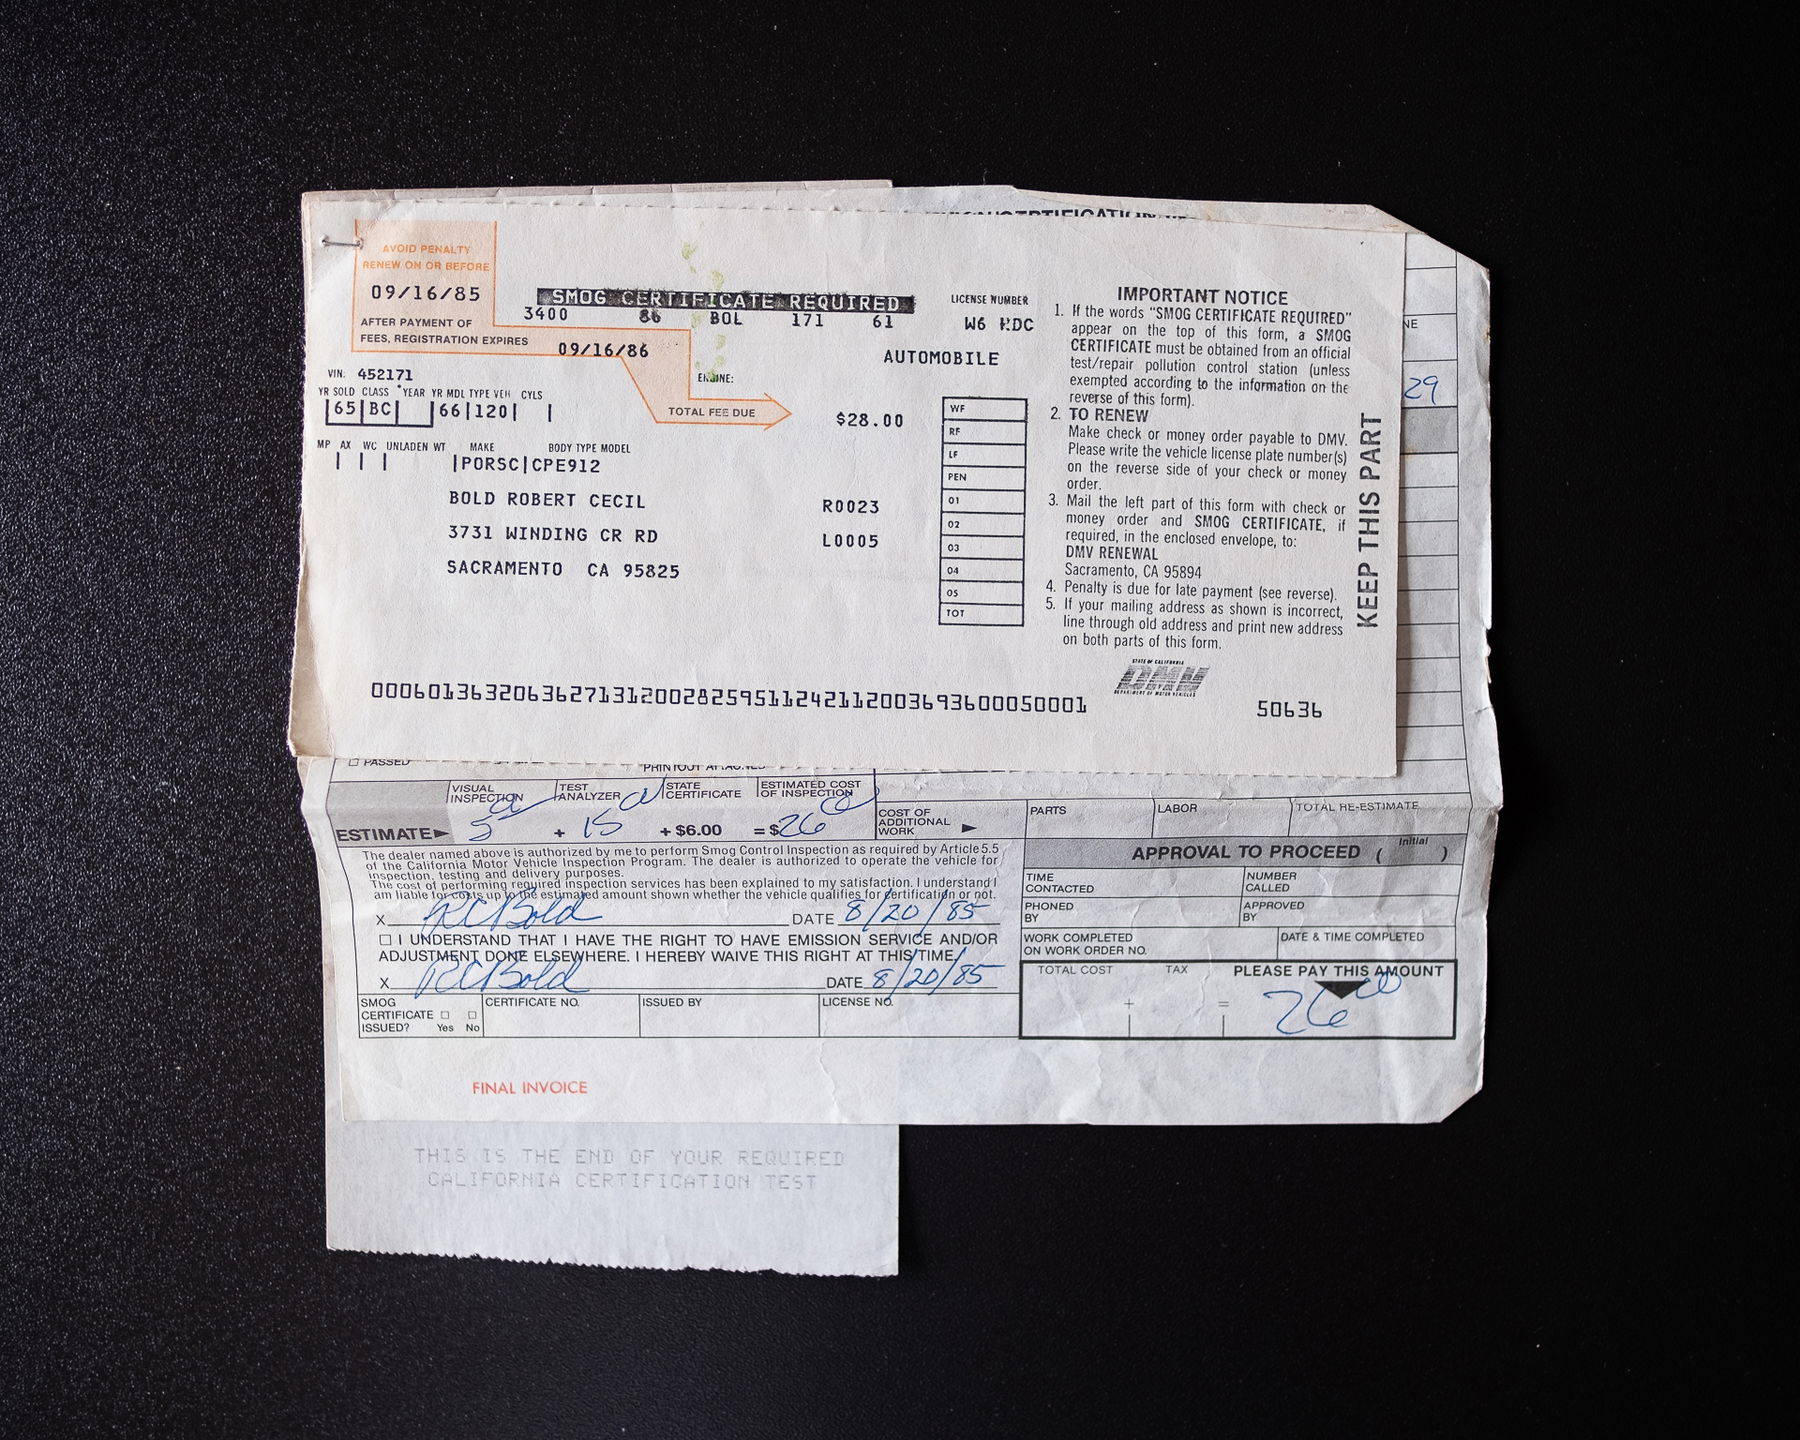 AVOID PENALTY
RENEW ON OR BEFORE
09/16/85
AFTER PAYMENT OF
FEES, REGISTRATION EXPIRES
09/16/86
SMOG CERTIFICATE REQUIRED
3400 86 BOL 171 61
LICENSE NUMBER
W6 HDC
AUTOMOBILE
VIN: 452171
ENGINE:
YR SOLD CLASS *YEAR YR MDL TYPE VEH CYLS
65 BC 66 120
TOTAL FEE DUE
$28.00
MP AX WC UNLADEN WT MAKE BODY TYPE MODEL
PORSC CPE912
BOLD ROBERT CECIL R0023
3731 WINDING CR RD L0005
SACRAMENTO CA 95825
WF
RF
LF
PEN
01
02
03
04
05
TOT
000601363206362713120028259511242112003693600050001
IMPORTANT NOTICE
1. If the words "SMOG CERTIFICATE REQUIRED"
appear on the top of this form, a SMOG
CERTIFICATE must be obtained from an official
test/repair pollution control station (unless
exempted according to the information on the
reverse of this form).
2. TO RENEW
Make check or money order payable to DMV.
Please write the vehicle license plate number(s)
on the reverse side of your check or money
order.
3. Mail the left part of this form with check or
money order and SMOG CERTIFICATE, if
required, in the enclosed envelope, to:
DMV RENEWAL
Sacramento, CA 95894
4. Penalty is due for late payment (see reverse).
5. If your mailing address as shown is incorrect,
line through old address and print new address
on both parts of this form.
KEEP THIS PART
STATE OF CALIFORNIA
DMV
DEPARTMENT OF MOTOR VEHICLES
50636
NE
29
PASSED
PRINTOUT ATTACHED
VISUAL INSPECTION
TEST ANALYZER
STATE CERTIFICATE
ESTIMATED COST OF INSPECTION
ESTIMATE 5 + 15 + $6.00 = $26
COST OF ADDITIONAL WORK
PARTS
LABOR
TOTAL RE-ESTIMATE
The dealer named above is authorized by me to perform Smog Control Inspection as required by Article 5.5
of the California Motor Vehicle Inspection Program. The dealer is authorized to operate the vehicle for
inspection, testing and delivery purposes.
The cost of performing required inspection services has been explained to my satisfaction. I understand I
am liable for costs up to the estimated amount shown whether the vehicle qualifies for certification or not.
X RC Bold DATE 8/20/85
I UNDERSTAND THAT I HAVE THE RIGHT TO HAVE EMISSION SERVICE AND/OR
ADJUSTMENT DONE ELSEWHERE. I HEREBY WAIVE THIS RIGHT AT THIS TIME.
X RC Bold DATE 8/20/85
SMOG CERTIFICATE ISSUED? Yes No
CERTIFICATE NO.
ISSUED BY
LICENSE NO.
APPROVAL TO PROCEED ( Initial )
TIME CONTACTED
NUMBER CALLED
PHONED BY
APPROVED BY
WORK COMPLETED ON WORK ORDER NO.
DATE & TIME COMPLETED
TOTAL COST TAX PLEASE PAY THIS AMOUNT
+ = 26 00
FINAL INVOICE
THIS IS THE END OF YOUR REQUIRED
CALIFORNIA CERTIFICATION TEST